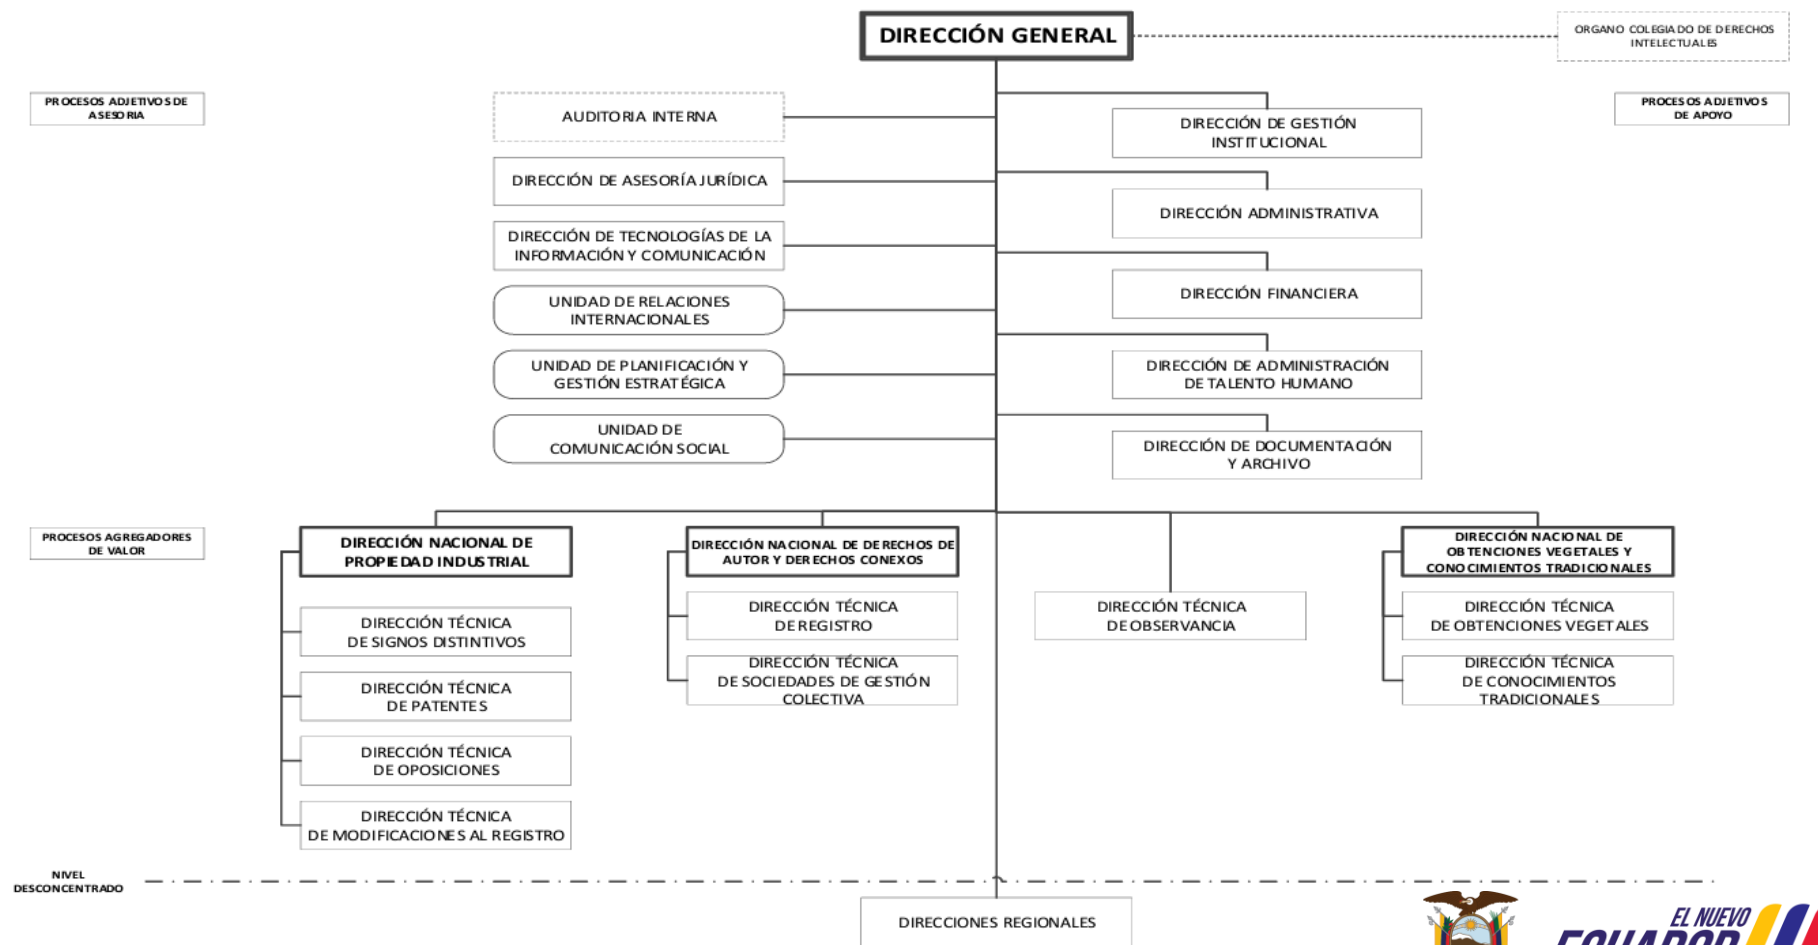 DIRECCIÓN GENERAL
ORGANO COLEGIADO DE DERECHOS
INTELECTUALES
PROCESOS ADJETIVOS DE
ASESORIA
PROCESOS ADJETIVOS
DE APOYO
AUDITORIA INTERNA
DIRECCIÓN DE ASESORÍA JURÍDICA
DIRECCIÓN DE TECNOLOGÍAS DE LA
INFORMACIÓN Y COMUNICACIÓN
UNIDAD DE RELACIONES
INTERNACIONALES
UNIDAD DE PLANIFICACIÓN Y
GESTIÓN ESTRATÉGICA
UNIDAD DE
COMUNICACIÓN SOCIAL
DIRECCIÓN DE GESTIÓN
INSTITUCIONAL
DIRECCIÓN ADMINISTRATIVA
DIRECCIÓN FINANCIERA
DIRECCIÓN DE ADMINISTRACIÓN
DE TALENTO HUMANO
DIRECCIÓN DE DOCUMENTACIÓN
Y ARCHIVO
PROCESOS AGREGADORES
DE VALOR
DIRECCIÓN NACIONAL DE
PROPIEDAD INDUSTRIAL
DIRECCIÓN TÉCNICA
DE SIGNOS DISTINTIVOS
DIRECCIÓN TÉCNICA
DE PATENTES
DIRECCIÓN TÉCNICA
DE OPOSICIONES
DIRECCIÓN TÉCNICA
DE MODIFICACIONES AL REGISTRO
DIRECCIÓN NACIONAL DE DERECHOS DE
AUTOR Y DERECHOS CONEXOS
DIRECCIÓN TÉCNICA
DE REGISTRO
DIRECCIÓN TÉCNICA
DE SOCIEDADES DE GESTIÓN
COLECTIVA
DIRECCIÓN TÉCNICA
DE OBSERVANCIA
DIRECCIÓN NACIONAL DE
OBTENCIONES VEGETALES Y
CONOCIMIENTOS TRADICIONALES
DIRECCIÓN TÉCNICA
DE OBTENCIONES VEGETALES
DIRECCIÓN TÉCNICA
DE CONOCIMIENTOS
TRADICIONALES
NIVEL
DESCONCENTRADO
DIRECCIONES REGIONALES
EL NUEVO
ECUADOR